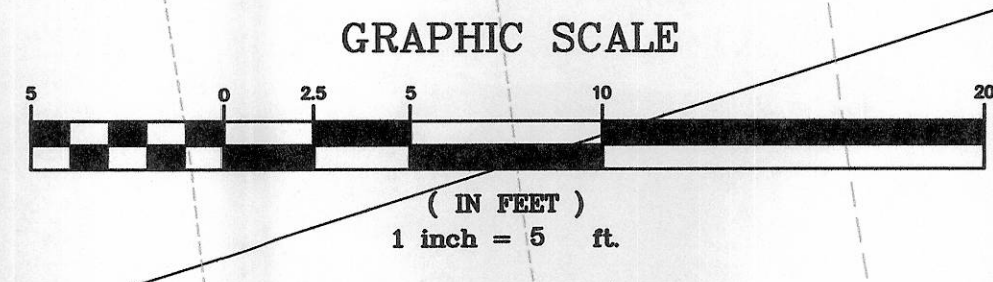 GRAPHIC SCALE
5 0 2.5 5 10 20
( IN FEET )
1 inch = 5 ft.